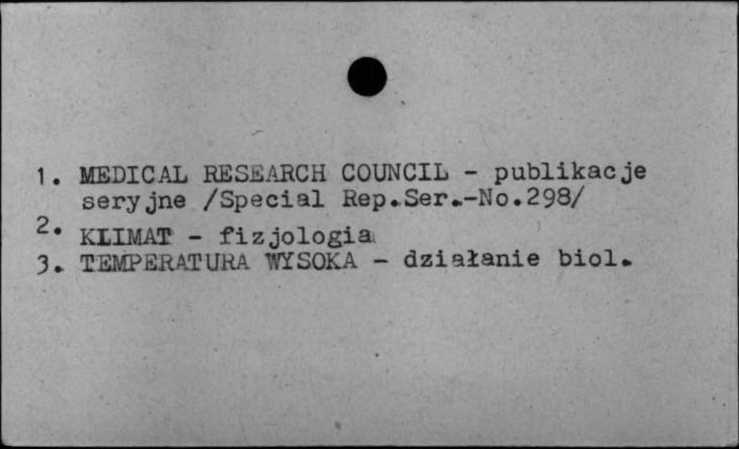 1. MEDICAL RESEARCH COUNCIL - publikacje
seryjne /Special Rep.Ser.-No.298/
2. KLIMAT - fizjologia
3. TEMPERATURA WYSOKA - działanie biol.